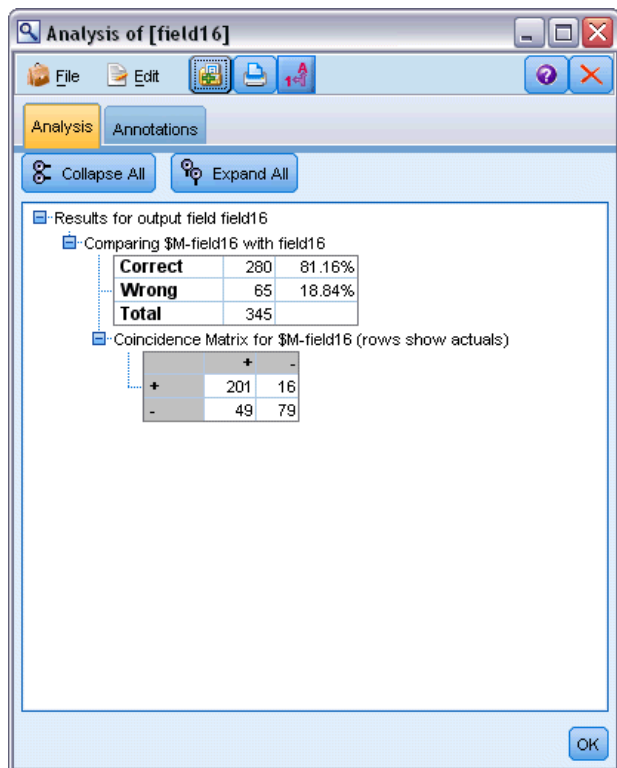 Analysis of [field16]
File Edit
Analysis Annotations
Collapse All Expand All
Results for output field field16
Comparing $M-field16 with field16
Correct 280 81.16%
Wrong 65 18.84%
Total 345
Coincidence Matrix for $M-field16 (rows show actuals)
+ -
+ 201 16
- 49 79
OK